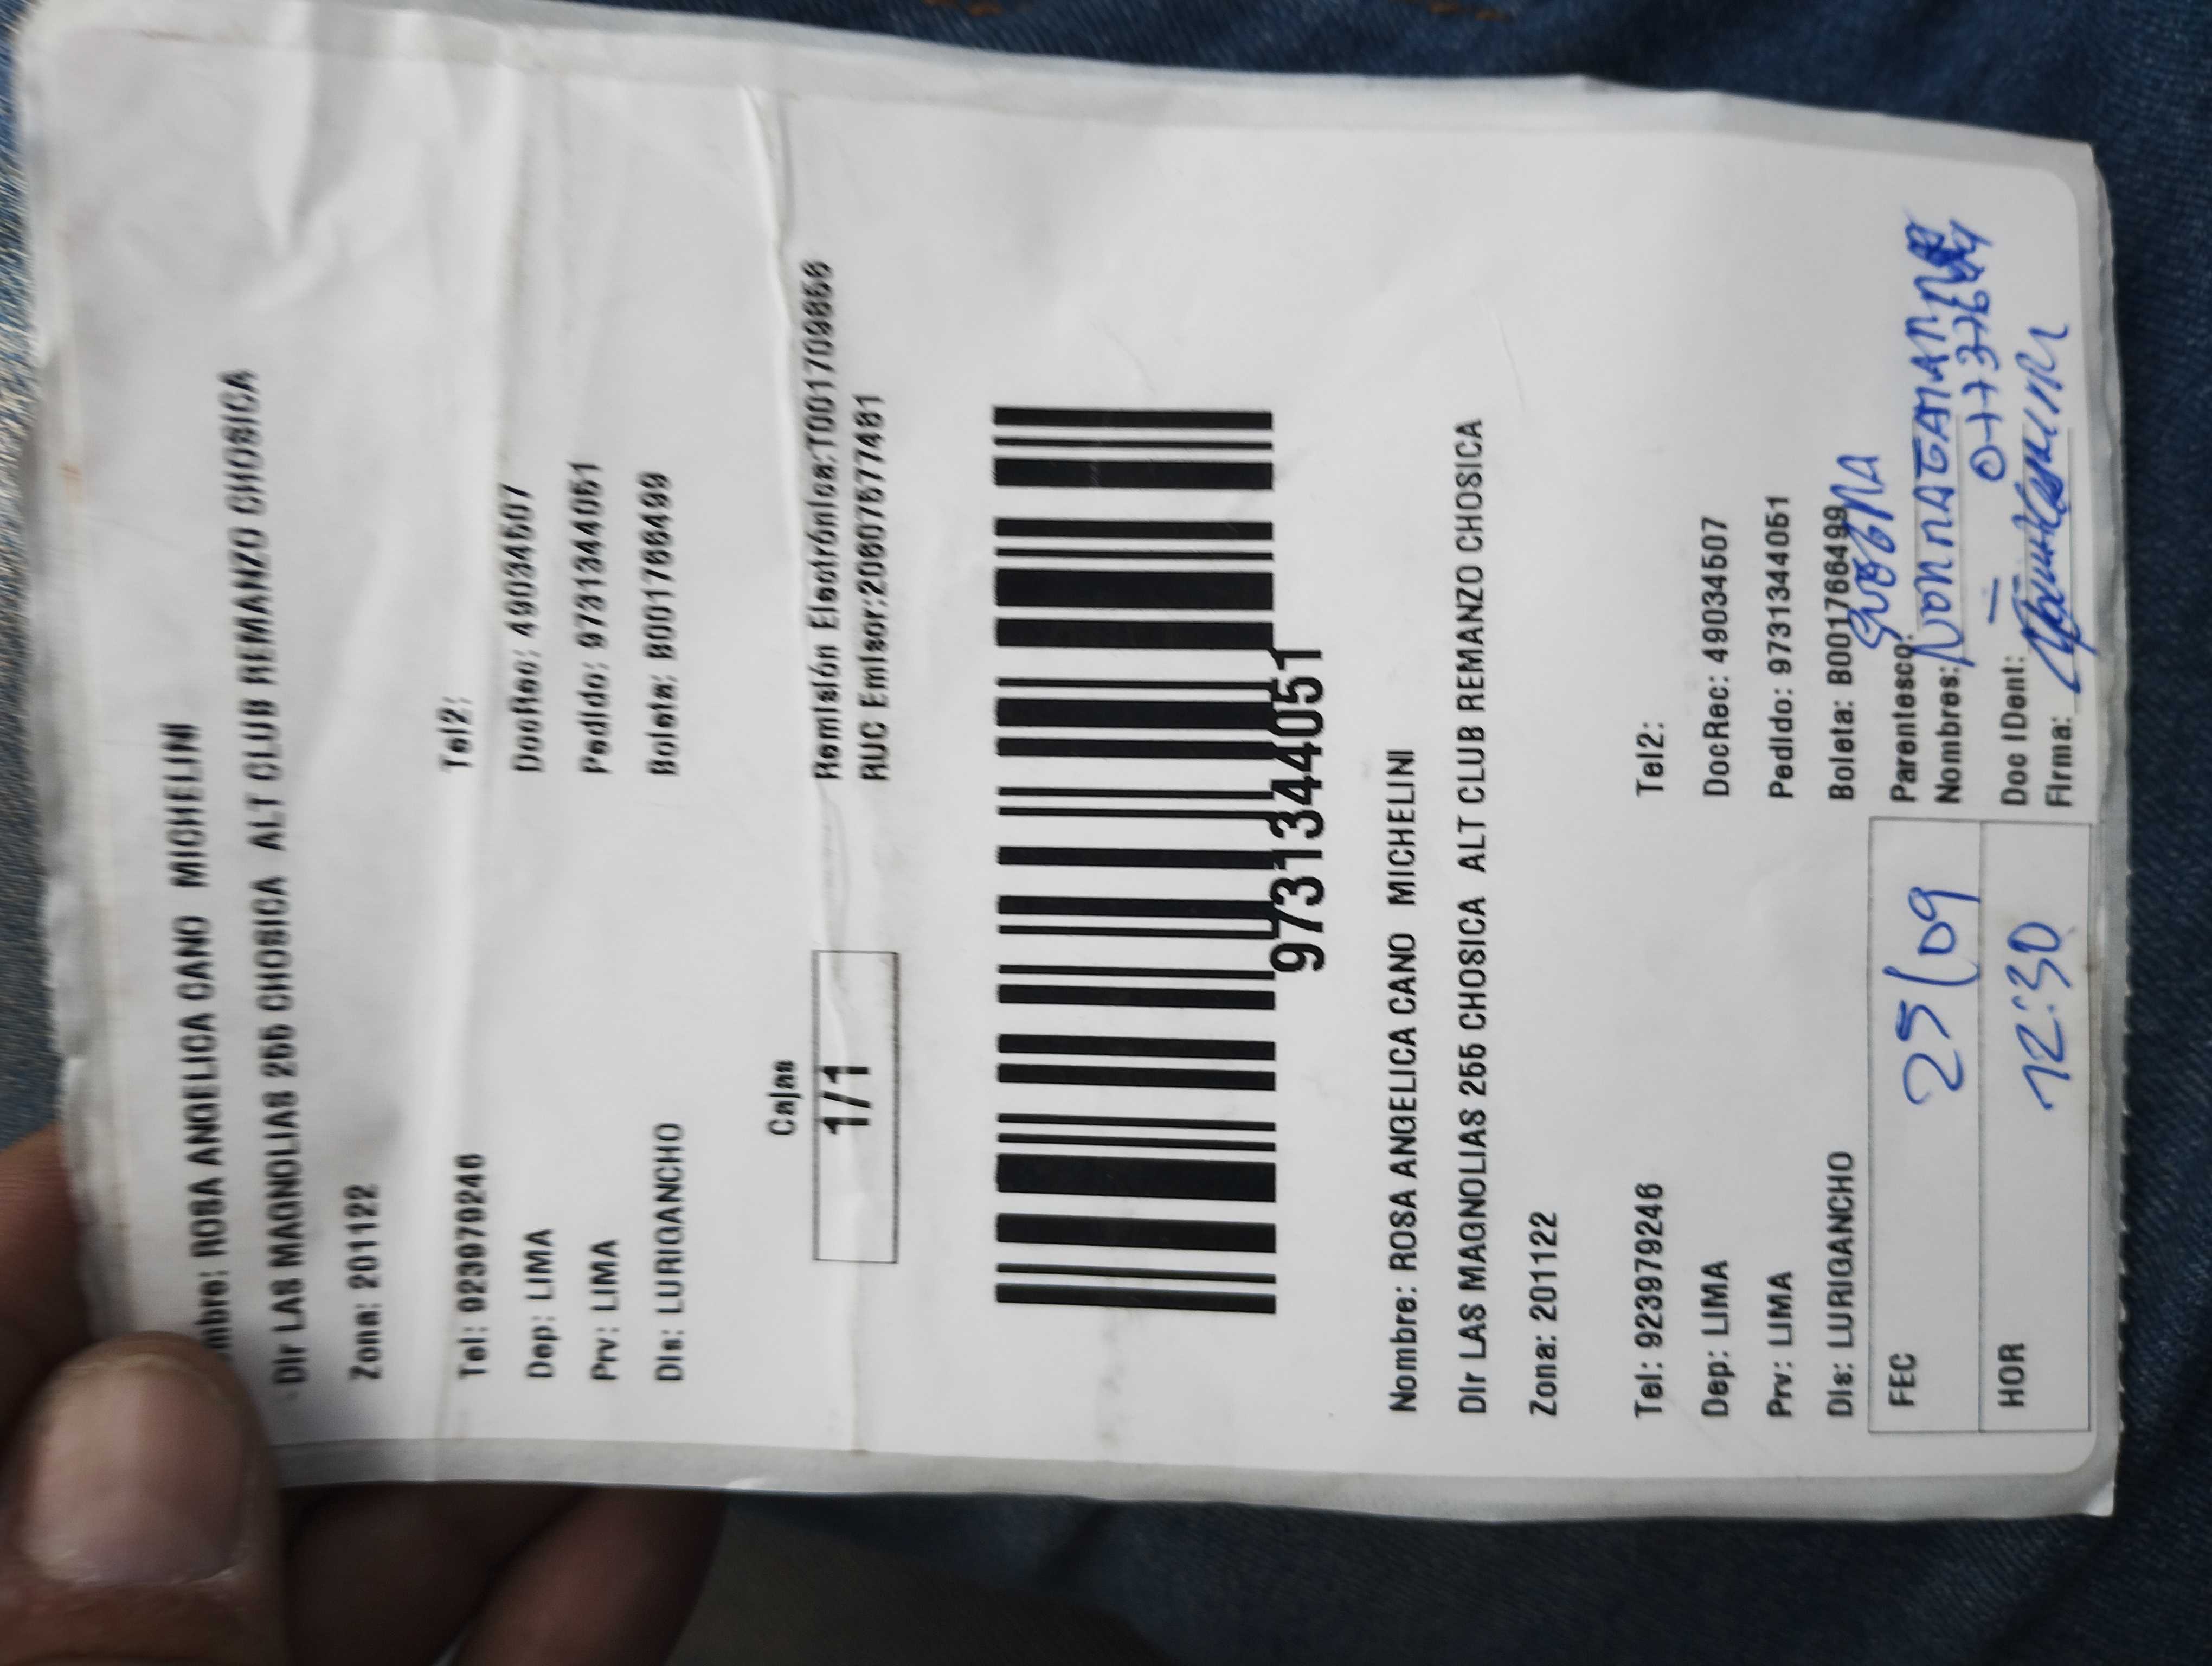 mbre: ROSA ANGELICA CANO MICHELINI
Dir LAS MAGNOLIAS 255 CHOSICA ALT CLUB REMANZO CHOSICA
Zona: 201122
Tel: 923979246 Tel2:
Dep: LIMA DocRec: 49034507
Prv: LIMA Pedido: 97313440​51
Dis: LURIGANCHO Boleta: B001766499
Cajas
1/1
Remisión Electrónica:T001709856
RUC Emisor:20607577481
9731344051
Nombre: ROSA ANGELICA CANO MICHELINI
Dir LAS MAGNOLIAS 255 CHOSICA ALT CLUB REMANZO CHOSICA
Zona: 201122
Tel: 923979246 Tel2:
Dep: LIMA DocRec: 49034507
Prv: LIMA Pedido: 9731344051
Dis: LURIGANCHO Boleta: B001766499
FEC 25/09 Parentesco:
Nombres:
HOR 12:30 Doc IDent:
Firma: